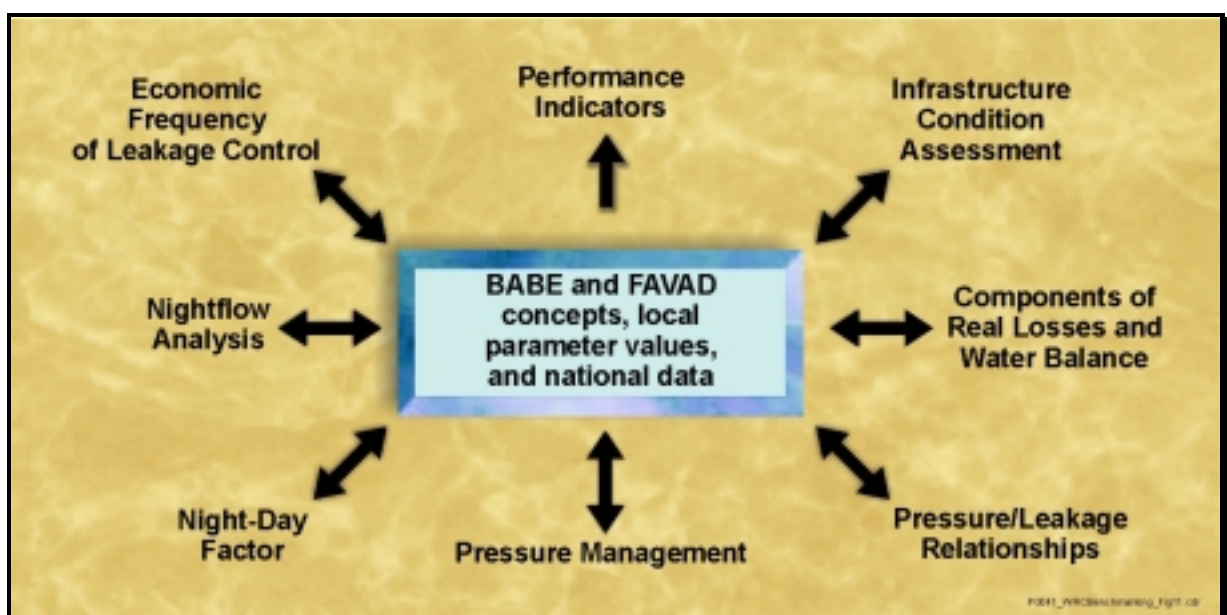 Economic
Frequency
of Leakage Control
Performance
Indicators
Infrastructure
Condition
Assessment
Nightflow
Analysis
BABE and FAVAD
concepts, local
parameter values,
and national data
Components of
Real Losses and
Water Balance
Night-Day
Factor
Pressure Management
Pressure/Leakage
Relationships